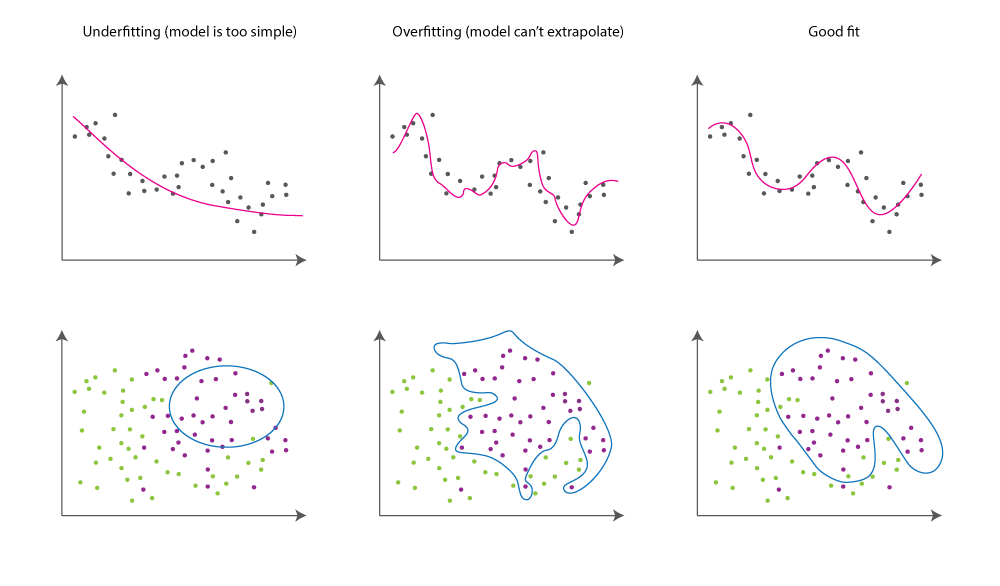 Underfitting (model is too simple)
Overfitting (model can't extrapolate)
Good fit